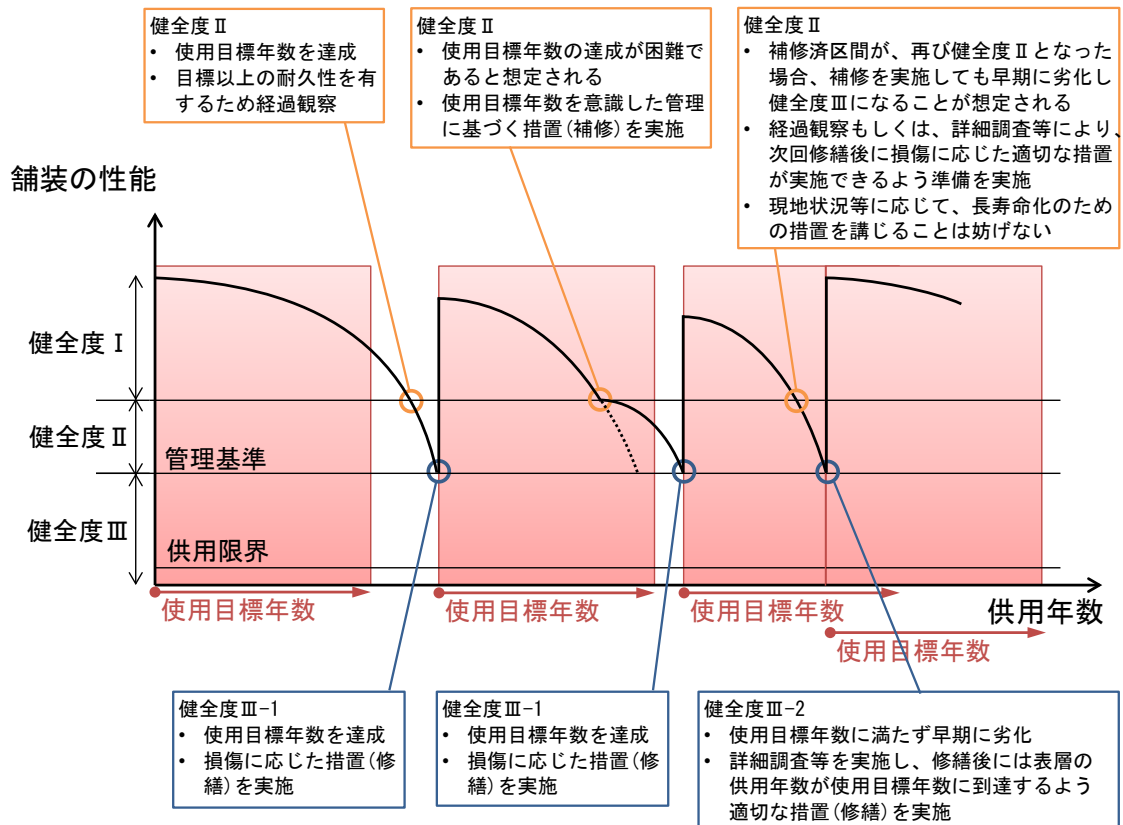 健全度Ⅱ
• 使用目標年数を達成
• 目標以上の耐久性を有
するため経過観察
健全度Ⅱ
• 使用目標年数の達成が困難で
あると想定される
• 使用目標年数を意識した管理
に基づく措置(補修)を実施
健全度Ⅱ
• 補修済区間が、再び健全度Ⅱとなった
場合、補修を実施しても早期に劣化し
健全度Ⅲになることが想定される
• 経過観察もしくは、詳細調査等により、
次回修繕後に損傷に応じた適切な措置
が実施できるよう準備を実施
• 現地状況等に応じて、長寿命化のため
の措置を講じることは妨げない
舗装の性能
健全度Ⅰ
健全度Ⅱ
管理基準
健全度Ⅲ
供用限界
使用目標年数
使用目標年数
使用目標年数
供用年数
使用目標年数
健全度Ⅲ-1
• 使用目標年数を達成
• 損傷に応じた措置(修
繕)を実施
健全度Ⅲ-1
• 使用目標年数を達成
• 損傷に応じた措置(修
繕)を実施
健全度Ⅲ-2
• 使用目標年数に満たず早期に劣化
• 詳細調査等を実施し、修繕後には表層の
供用年数が使用目標年数に到達するよう
適切な措置(修繕)を実施